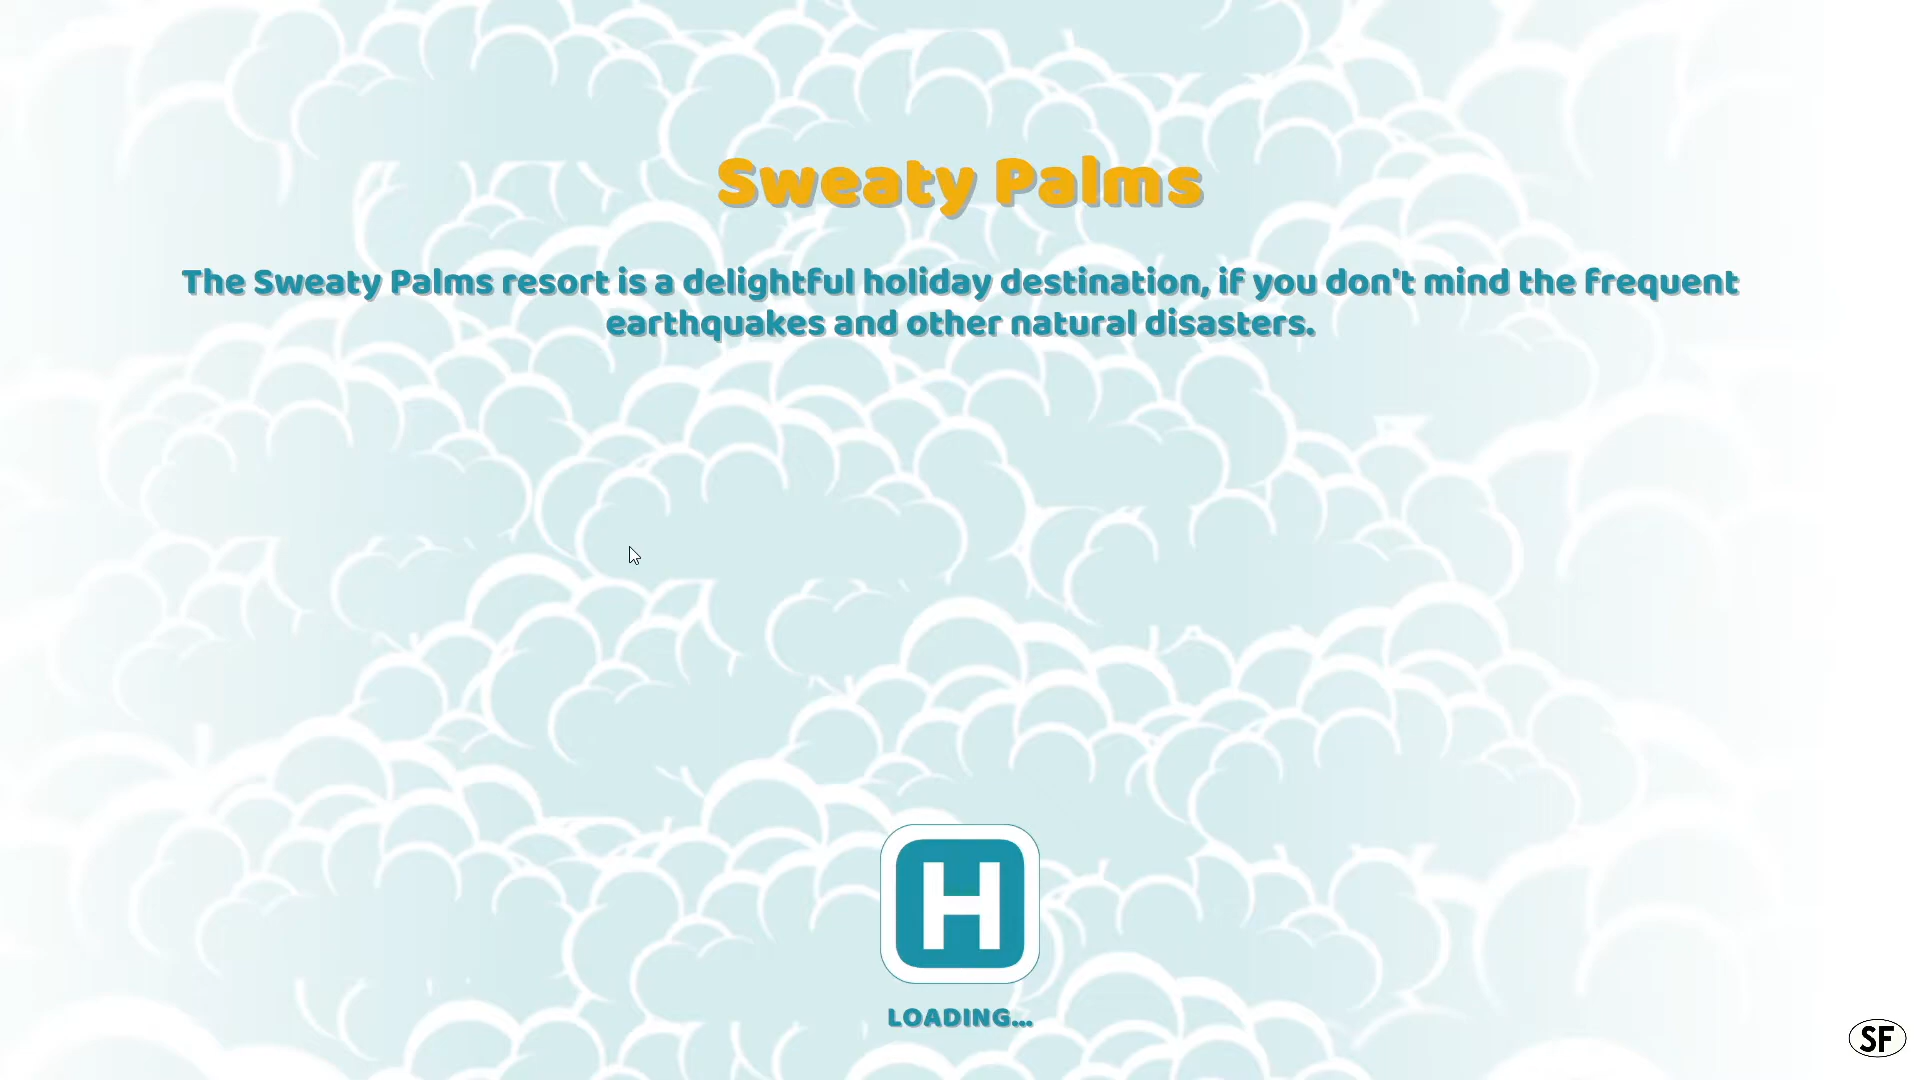 Sweaty Palms
The Sweaty Palms resort is a delightful holiday destination, if you don't mind the frequent
earthquakes and other natural disasters.
H
LOADING...
SF